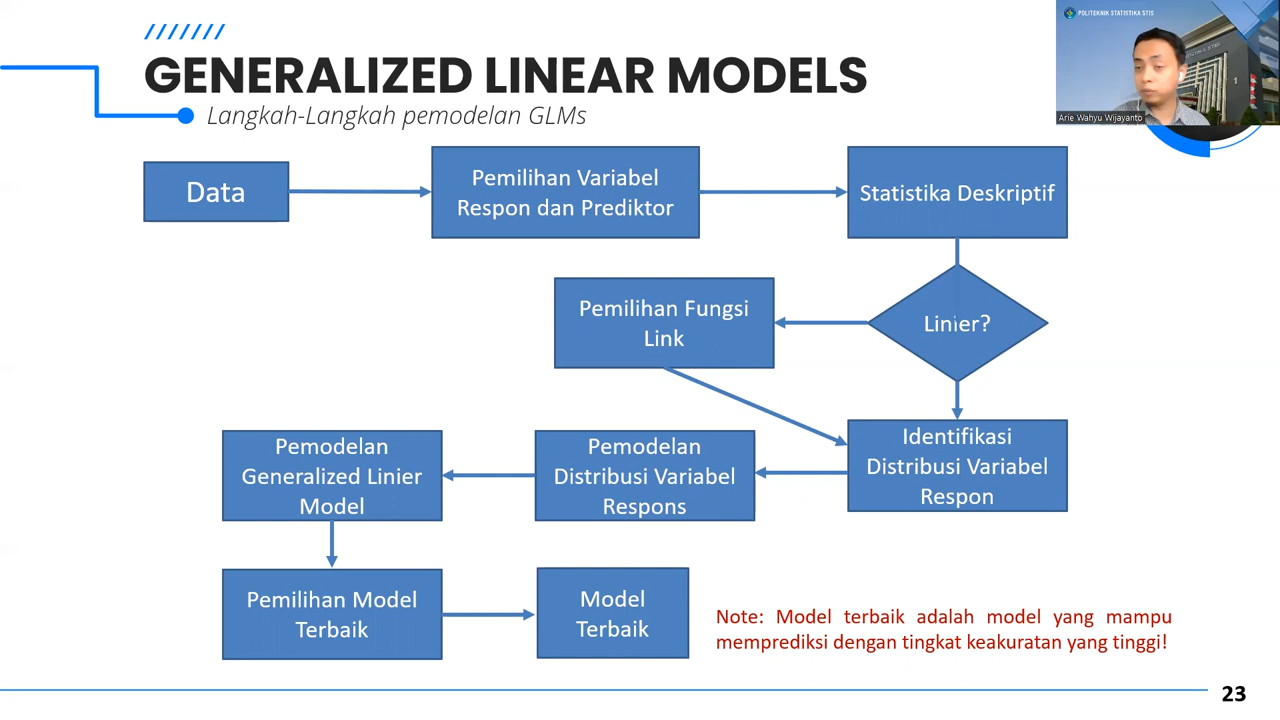 POLITEKNIK STATISTIKA STIS
GENERALIZED LINEAR MODELS
Langkah-Langkah pemodelan GLMs
Arie Wahyu Wijayanto
Data
Pemilihan Variabel
Respon dan Prediktor
Statistika Deskriptif
Linier?
Pemilihan Fungsi
Link
Identifikasi
Distribusi Variabel
Respon
Pemodelan
Distribusi Variabel
Respons
Pemodelan
Generalized Linier
Model
Pemilihan Model
Terbaik
Model
Terbaik
Note: Model terbaik adalah model yang mampu
memprediksi dengan tingkat keakuratan yang tinggi!
23